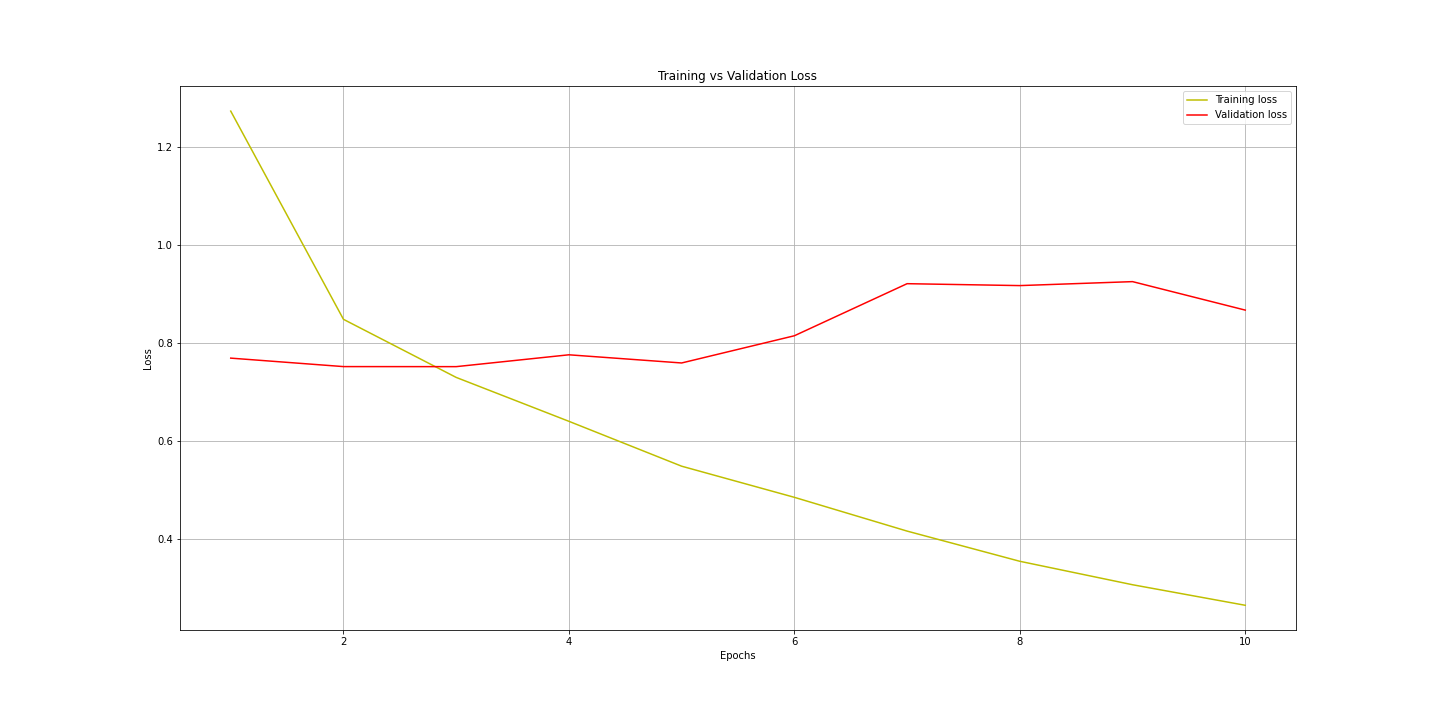 Training vs Validation Loss
Training loss
Validation loss
1.2
1.0
0.8
0.6
0.4
Loss
2 4 6 8 10
Epochs